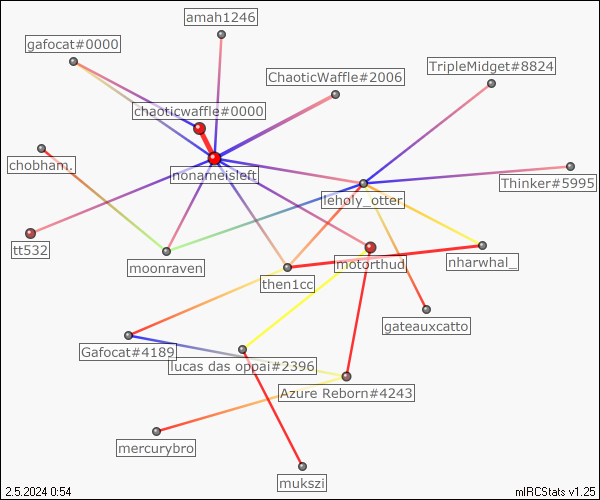 amah1246
gafocat#0000
TripleMidget#8824
ChaoticWaffle#2006
chaoticwaffle#0000
chobham.
nonameisleft
Thinker#5995
leholy_otter
tt532
moonraven
motorthud
nharwhal_
then1cc
gateauxcatto
Gafocat#4189
lucas das oppai#2396
Azure Reborn#4243
mercurybro
mukszi
2.5.2024 0:54
mIRCStats v1.25